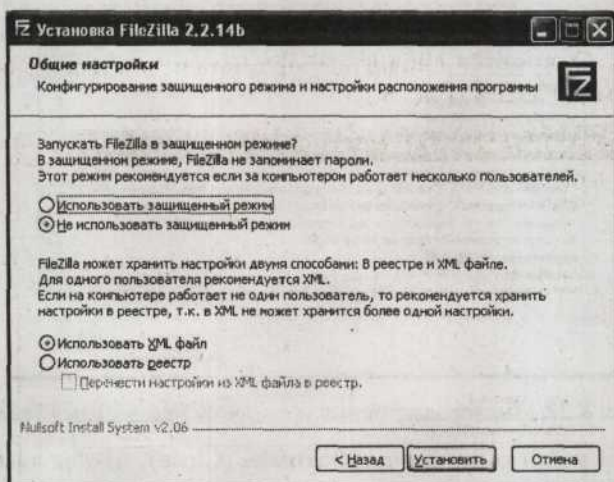 FZ Установка FileZilla 2.2.14b
Общие настройки
Конфигурирование защищенного режима и настройки расположения программы
FZ
Запускать FileZilla в защищенном режиме?
В защищенном режиме, FileZilla не запоминает пароли.
Этот режим рекомендуется если за компьютером работает несколько пользователей.
Использовать защищенный режим
Не использовать защищенный режим
FileZilla может хранить настройки двумя способами: В реестре и XML файле.
Для одного пользователя рекомендуется XML.
Если на компьютере работает не один пользователь, то рекомендуется хранить
настройки в реестре, т.к. в XML не может хранится более одной настройки.
Использовать XML файл
Использовать реестр
Перенести настройки из XML файла в реестр.
Nullsoft Install System v2.06
< Назад Установить Отмена